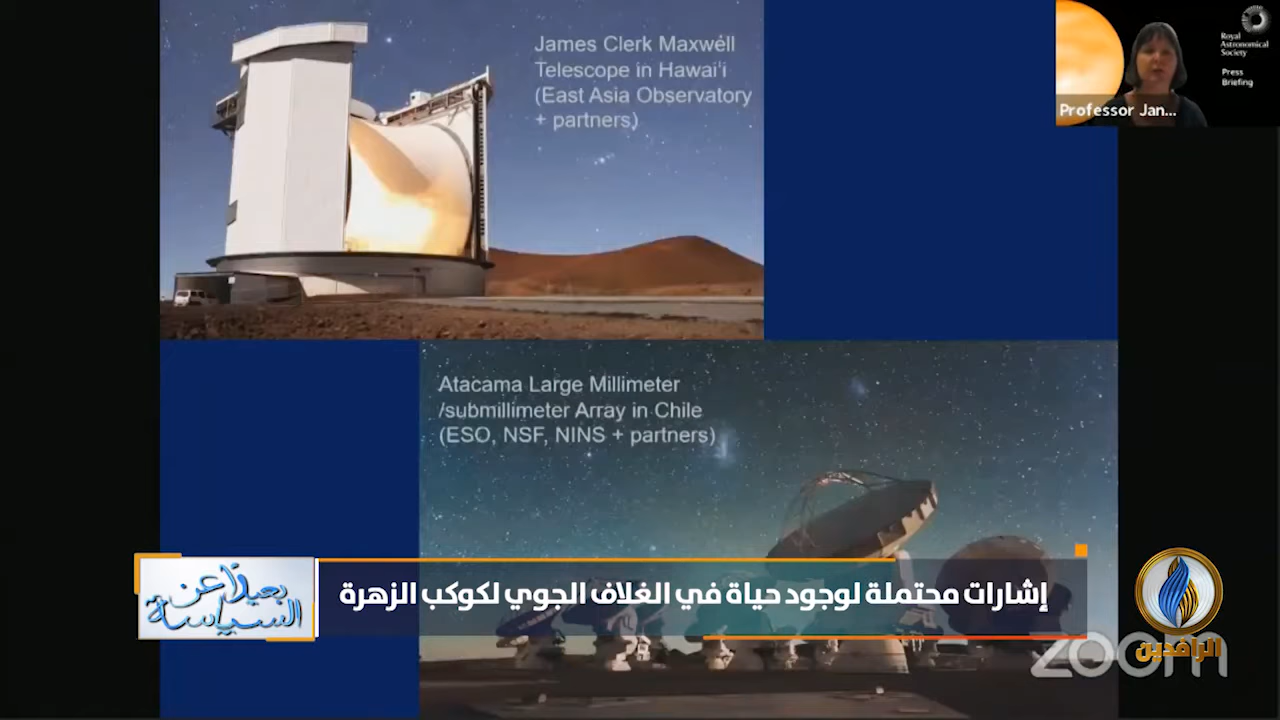 James Clerk Maxwell
Telescope in Hawai'i
(East Asia Observatory
+ partners)
Royal
Astronomical
Society
Press
Briefing
Professor Jan...
Atacama Large Millimeter
/submillimeter Array in Chile
(ESO, NSF, NINS + partners)
إشارات محتملة لوجود حياة في الغلاف الجوي لكوكب الزهرة
بعيدًا عن
السياسة
zoom
الرافدين